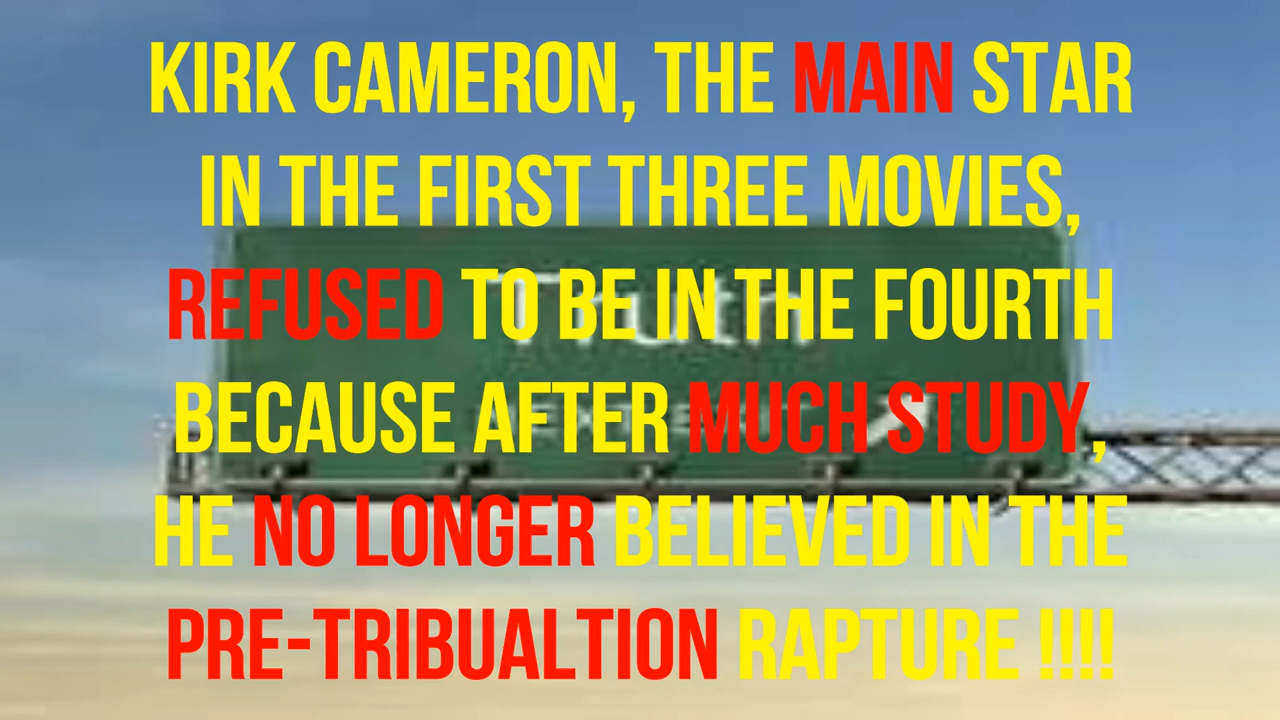 KIRK CAMERON, THE MAIN STAR
IN THE FIRST THREE MOVIES,
REFUSED TO BE IN THE FOURTH
BECAUSE AFTER MUCH STUDY,
HE NO LONGER BELIEVED IN THE
PRE-TRIBUALTION RAPTURE !!!!
Truth